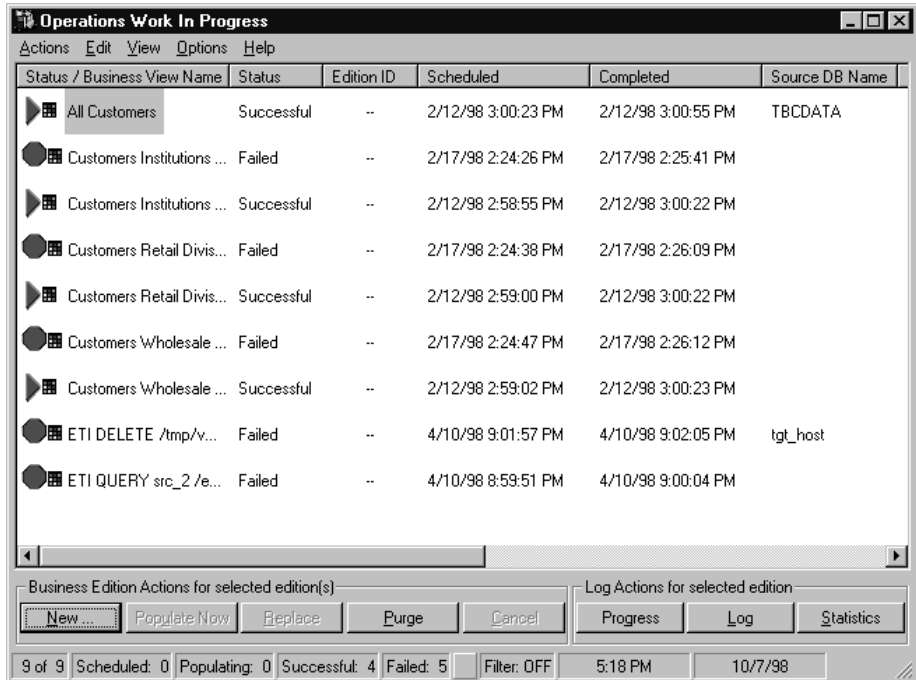 Operations Work In Progress
Actions Edit View Options Help
Status / Business View Name Status Edition ID Scheduled Completed Source DB Name
All Customers Successful -- 2/12/98 3:00:23 PM 2/12/98 3:00:55 PM TBCDATA
Customers Institutions ... Failed -- 2/17/98 2:24:26 PM 2/17/98 2:25:41 PM
Customers Institutions ... Successful -- 2/12/98 2:58:55 PM 2/12/98 3:00:22 PM
Customers Retail Divis... Failed -- 2/17/98 2:24:38 PM 2/17/98 2:26:09 PM
Customers Retail Divis... Successful -- 2/12/98 2:59:00 PM 2/12/98 3:00:22 PM
Customers Wholesale ... Failed -- 2/17/98 2:24:47 PM 2/17/98 2:26:12 PM
Customers Wholesale ... Successful -- 2/12/98 2:59:02 PM 2/12/98 3:00:23 PM
ETI DELETE /tmp/v... Failed -- 4/10/98 9:01:57 PM 4/10/98 9:02:05 PM tgt_host
ETI QUERY src_2 /e... Failed -- 4/10/98 8:59:51 PM 4/10/98 9:00:04 PM
Business Edition Actions for selected edition(s) Log Actions for selected edition
New ... Populate Now Replace Purge Cancel Progress Log Statistics
9 of 9 Scheduled: 0 Populating: 0 Successful: 4 Failed: 5 Filter: OFF 5:18 PM 10/7/98